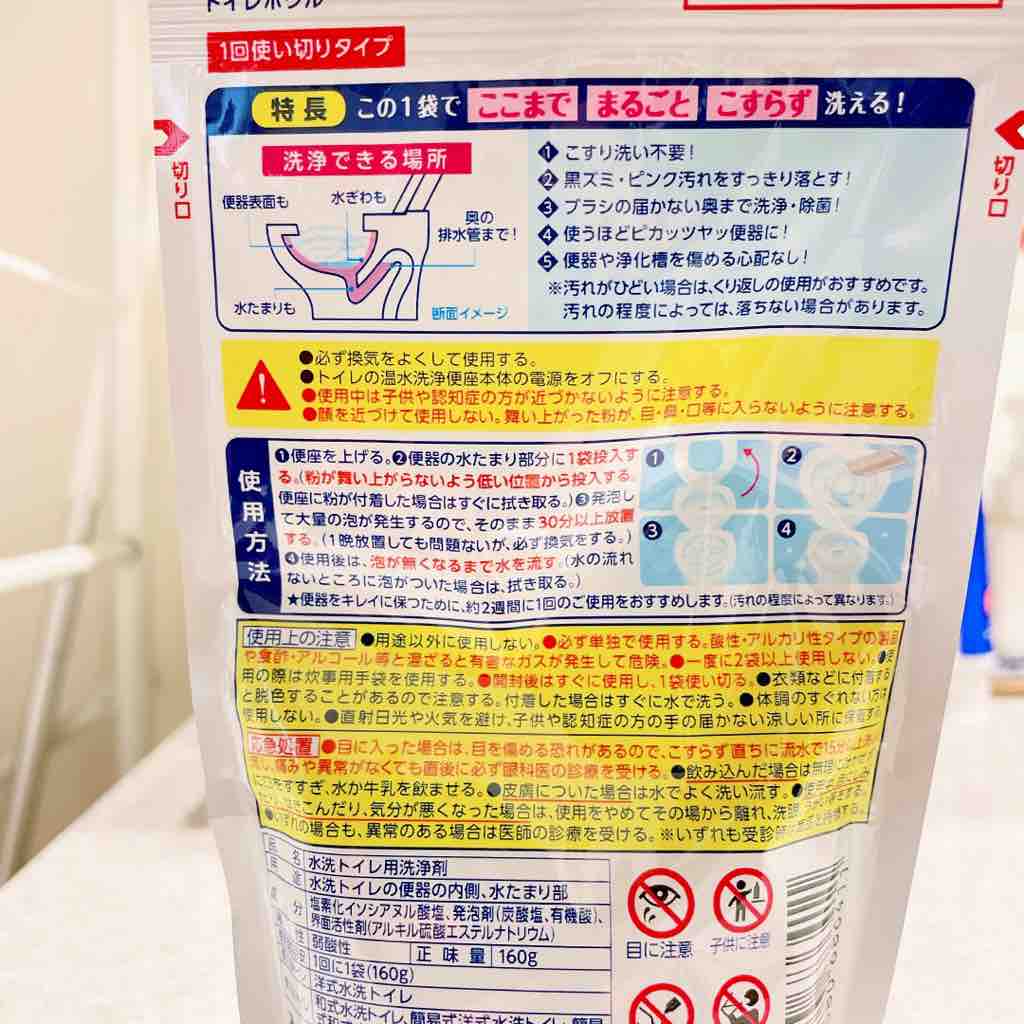 トイレボウル
1回使い切りタイプ
特長 この1袋で ここまで まるごと こすらず 洗える!
切り口
切り口
洗浄できる場所
便器表面も
水ぎわも
奥の
排水管まで!
水たまりも
断面イメージ
❶こすり洗い不要!
❷黒ズミ・ピンク汚れをすっきり落とす!
❸ブラシの届かない奥まで洗浄・除菌!
❹使うほどピカッツヤッ便器に!
❺便器や浄化槽を傷める心配なし!
※汚れがひどい場合は、くり返しの使用がおすすめです。
汚れの程度によっては、落ちない場合があります。
●必ず換気をよくして使用する。
●トイレの温水洗浄便座本体の電源をオフにする。
●使用中は子供や認知症の方が近づかないように注意する。
●顔を近づけて使用しない。舞い上がった粉が、目・鼻・口等に入らないように注意する。
使用方法
❶便座を上げる。❷便器の水たまり部分に1袋投入す
る。(粉が舞い上がらないよう低い位置から投入する。
便座に粉が付着した場合はすぐに拭き取る。)❸発泡し
て大量の泡が発生するので、そのまま30分以上放置
する。(1晩放置しても問題ないが、必ず換気をする。)
❹使用後は、泡が無くなるまで水を流す。(水の流れ
ないところに泡がついた場合は、拭き取る。)
★便器をキレイに保つために、約2週間に1回のご使用をおすすめします。(汚れの程度によって異なります。)
❶
❷
❸
❹
使用上の注意 ●用途以外に使用しない。●必ず単独で使用する。酸性・アルカリ性タイプの製品
や食酢・アルコール等と混ざると有害なガスが発生して危険。●一度に2袋以上使用しない。●使
用の際は炊事用手袋を使用する。●開封後はすぐに使用し、1袋使い切る。●衣類などに付着する
と脱色することがあるので注意する。付着した場合はすぐに水で洗う。●体調のすぐれない方は
使用しない。●直射日光や火気を避け、子供や認知症の方の手の届かない涼しい所に保管する
応急処置 ●目に入った場合は、目を傷める恐れがあるので、こすらず直ちに流水で15分以上洗
い、痛みや異常がなくても直後に必ず眼科医の診療を受ける。●飲み込んだ場合は無理に
口をすすぎ、水か牛乳を飲ませる。●皮膚についた場合は水でよく洗い流す。●使用
きこんだり、気分が悪くなった場合は、使用をやめてその場から離れ、洗眼
●いずれの場合も、異常のある場合は医師の診療を受ける。※いずれも受診
品名 水洗トイレ用洗浄剤
水洗トイレの便器の内側、水たまり部
成分 塩素化イソシアヌル酸塩、発泡剤(炭酸塩、有機酸)、
界面活性剤(アルキル硫酸エステルナトリウム)
性 弱酸性 正味量 160g
1回に1袋(160g)
洋式水洗トイレ
和式水洗トイレ、簡易式洋式水洗トイレ、簡易
目に注意
子供に注意